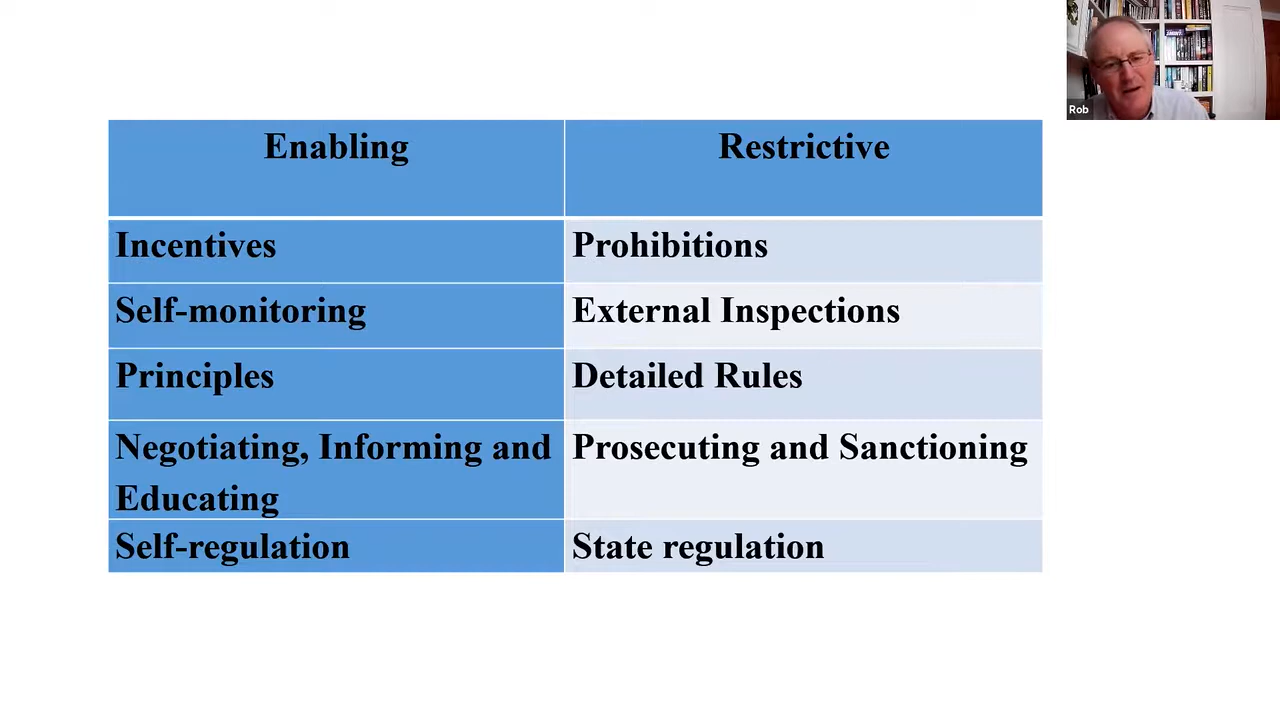 Rob
Enabling
Restrictive
Incentives
Prohibitions
Self-monitoring
External Inspections
Principles
Detailed Rules
Negotiating, Informing and
Educating
Prosecuting and Sanctioning
Self-regulation
State regulation